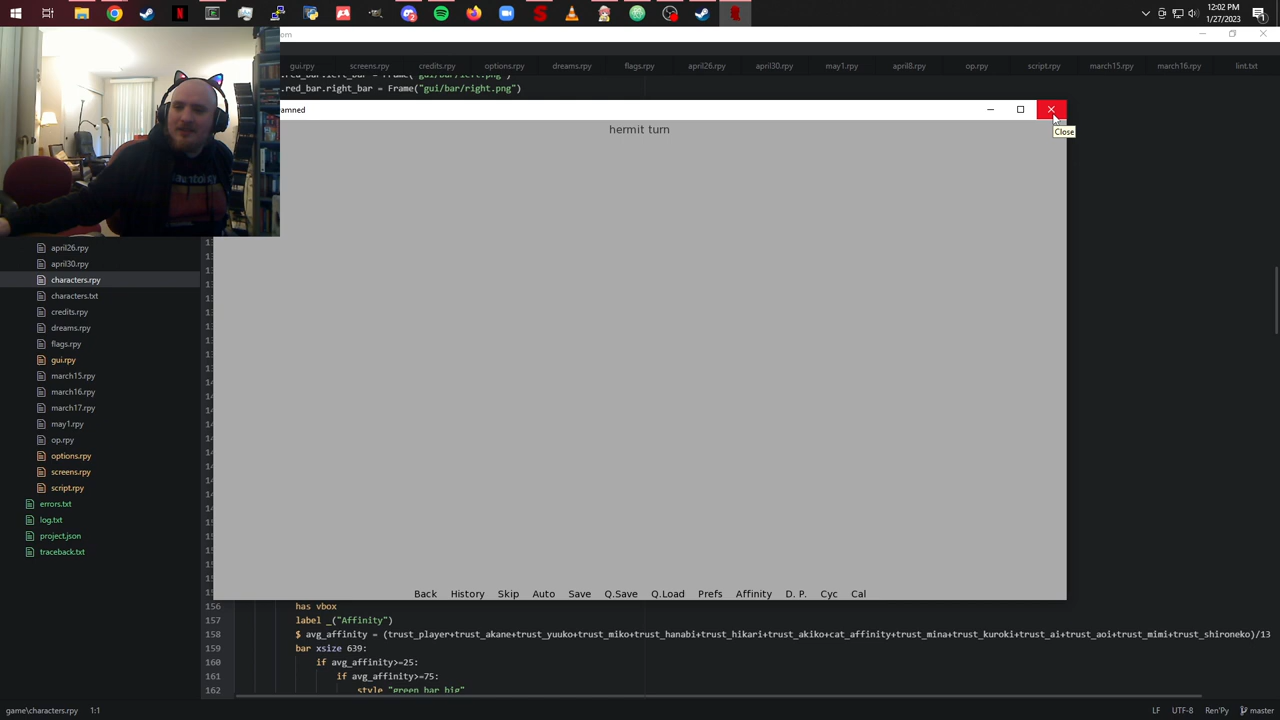 12:02 PM
1/27/2023
om
gui.rpy screens.rpy credits.rpy options.rpy dreams.rpy flags.rpy april26.rpy april30.rpy may1.rpy april8.rpy op.rpy script.rpy march15.rpy march16.rpy lint.txt
.red_bar.right_bar = Frame("gui/bar/right.png")
amned
hermit turn
Close
april26.rpy
april30.rpy
characters.rpy
characters.txt
credits.rpy
dreams.rpy
flags.rpy
gui.rpy
march15.rpy
march16.rpy
march17.rpy
may1.rpy
op.rpy
options.rpy
screens.rpy
script.rpy
errors.txt
log.txt
project.json
traceback.txt
Back History Skip Auto Save Q.Save Q.Load Prefs Affinity D. P. Cyc Cal
156 has vbox
157 label _("Affinity")
158 $ avg_affinity = (trust_player+trust_akane+trust_yuuko+trust_miko+trust_hanabi+trust_hikari+trust_akiko+cat_affinity+trust_mina+trust_kuroki+trust_ai+trust_aoi+trust_mimi+trust_shironeko)/13
159 bar xsize 639:
160 if avg_affinity>=25:
161 if avg_affinity>=75:
162 style "green_bar_big"
game\characters.rpy 1:1 LF UTF-8 Ren'Py master